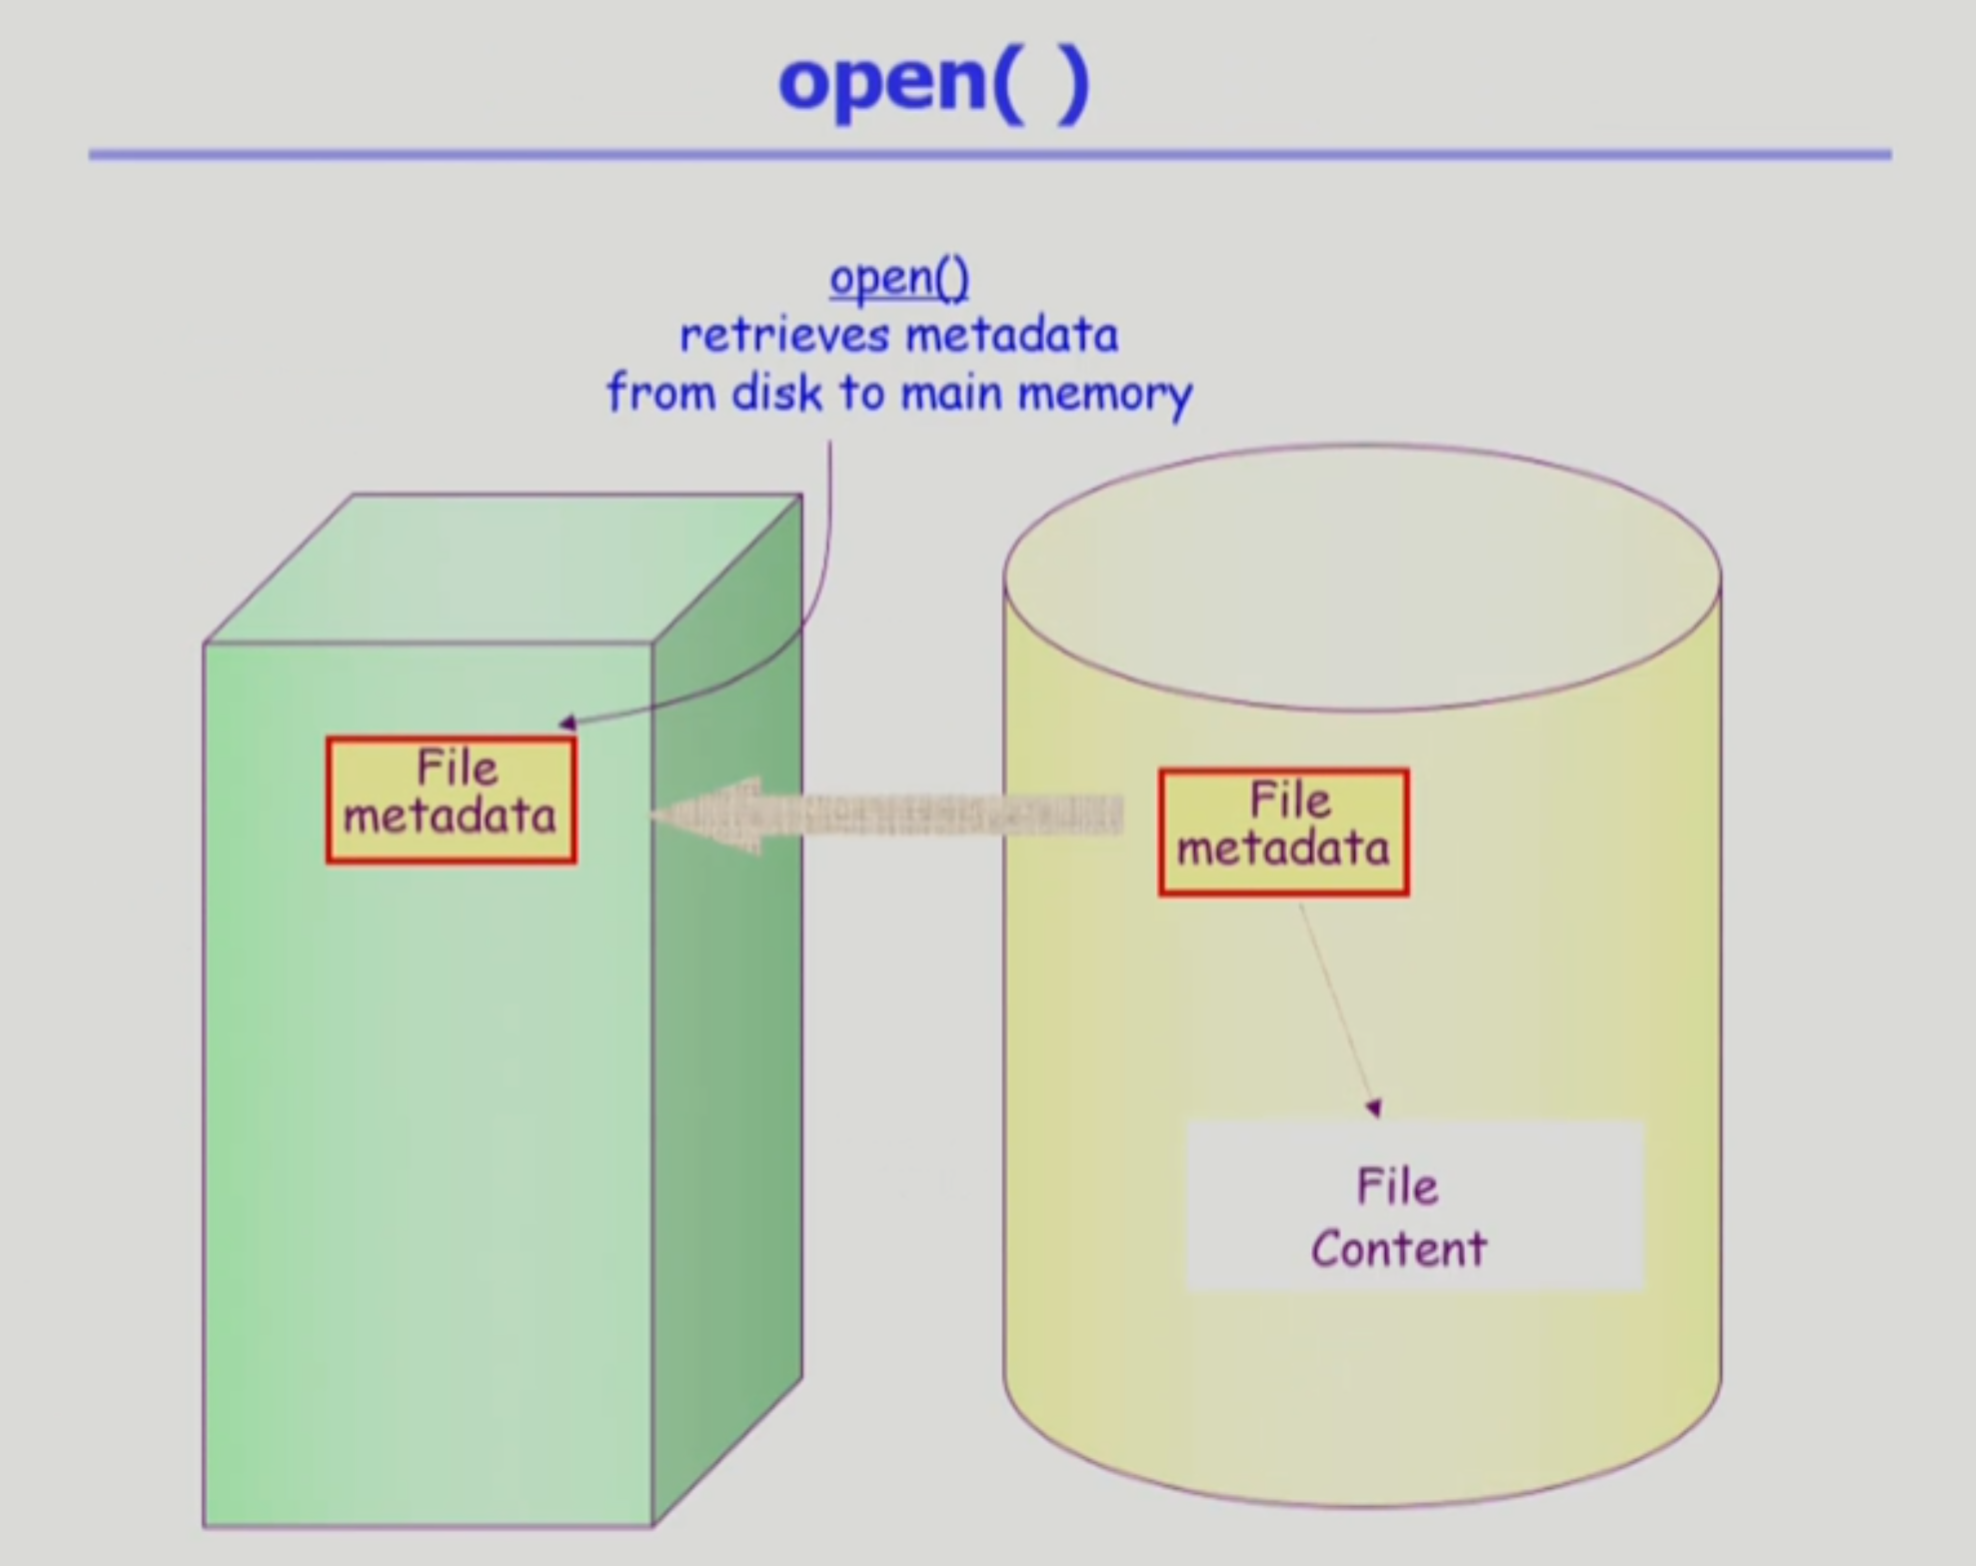 open( )
open()
retrieves metadata
from disk to main memory
File
metadata
File
metadata
File
Content